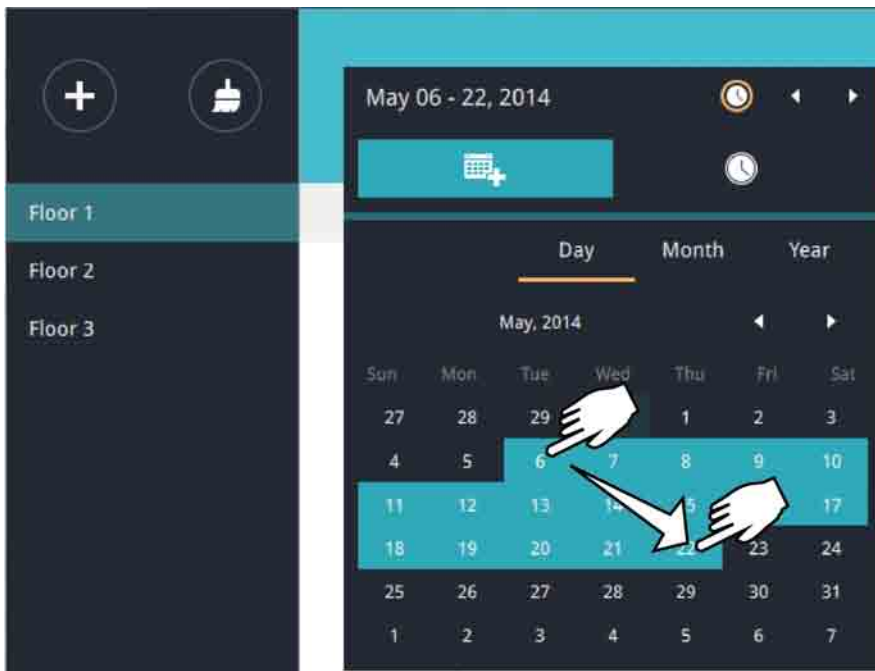 May 06 - 22, 2014
Floor 1
Floor 2
Floor 3
Day Month Year
May, 2014
Sun Mon Tue Wed Thu Fri Sat
27 28 29 1 2 3
4 5 6 7 8 9 10
11 12 13 14 17
18 19 20 21 22 23 24
25 26 27 28 29 30 31
1 2 3 4 5 6 7